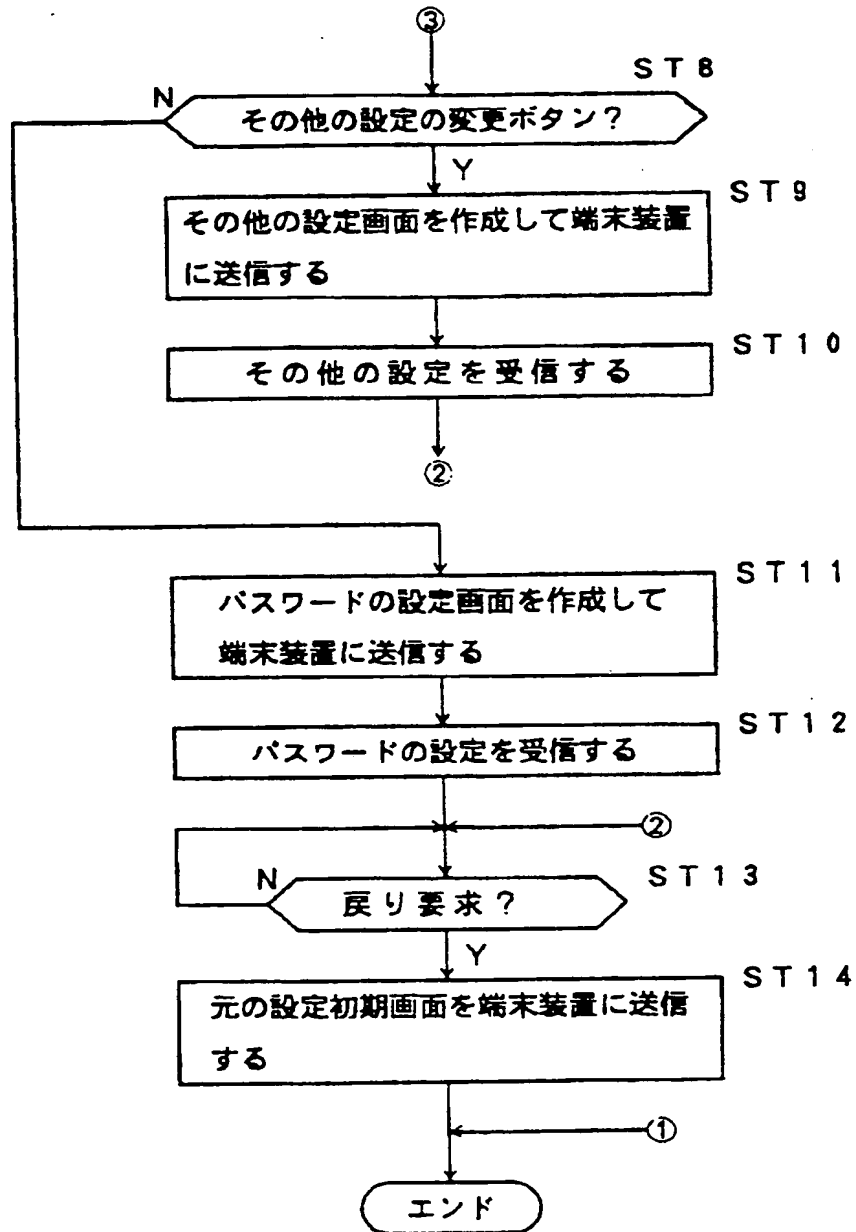 ③
ST8
N
その他の設定の変更ボタン?
Y
ST9
その他の設定画面を作成して端末装置
に送信する
ST10
その他の設定を受信する
②
ST11
パスワードの設定画面を作成して
端末装置に送信する
ST12
パスワードの設定を受信する
②
ST13
N
戻り要求?
Y
ST14
元の設定初期画面を端末装置に送信
する
①
エンド